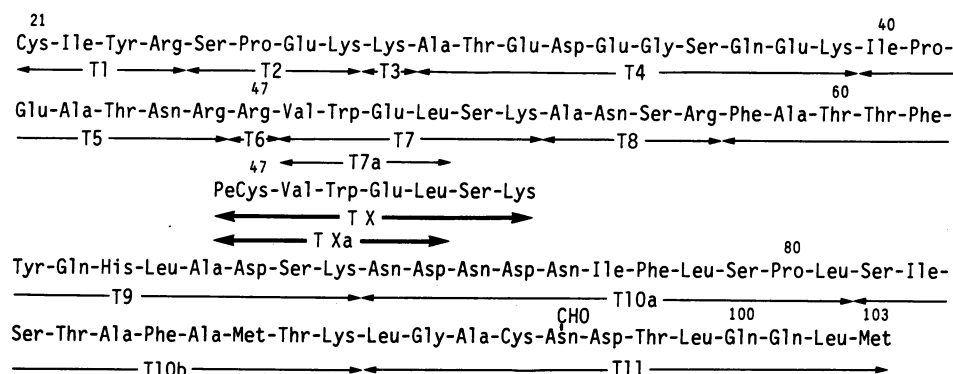 21 40
Cys-Ile-Tyr-Arg-Ser-Pro-Glu-Lys-Lys-Ala-Thr-Glu-Asp-Glu-Gly-Ser-Gln-Glu-Lys-Ile-Pro-
T1 T2 T3 T4
47 60
Glu-Ala-Thr-Asn-Arg-Arg-Val-Trp-Glu-Leu-Ser-Lys-Ala-Asn-Ser-Arg-Phe-Ala-Thr-Thr-Phe-
T5 T6 T7 T8
47 T7a
PeCys-Val-Trp-Glu-Leu-Ser-Lys
T X
T Xa
80
Tyr-Gln-His-Leu-Ala-Asp-Ser-Lys-Asn-Asp-Asn-Asp-Asn-Ile-Phe-Leu-Ser-Pro-Leu-Ser-Ile-
T9 T10a
CHO 100 103
Ser-Thr-Ala-Phe-Ala-Met-Thr-Lys-Leu-Gly-Ala-Cys-Asn-Asp-Thr-Leu-Gln-Gln-Leu-Met
T10b T11